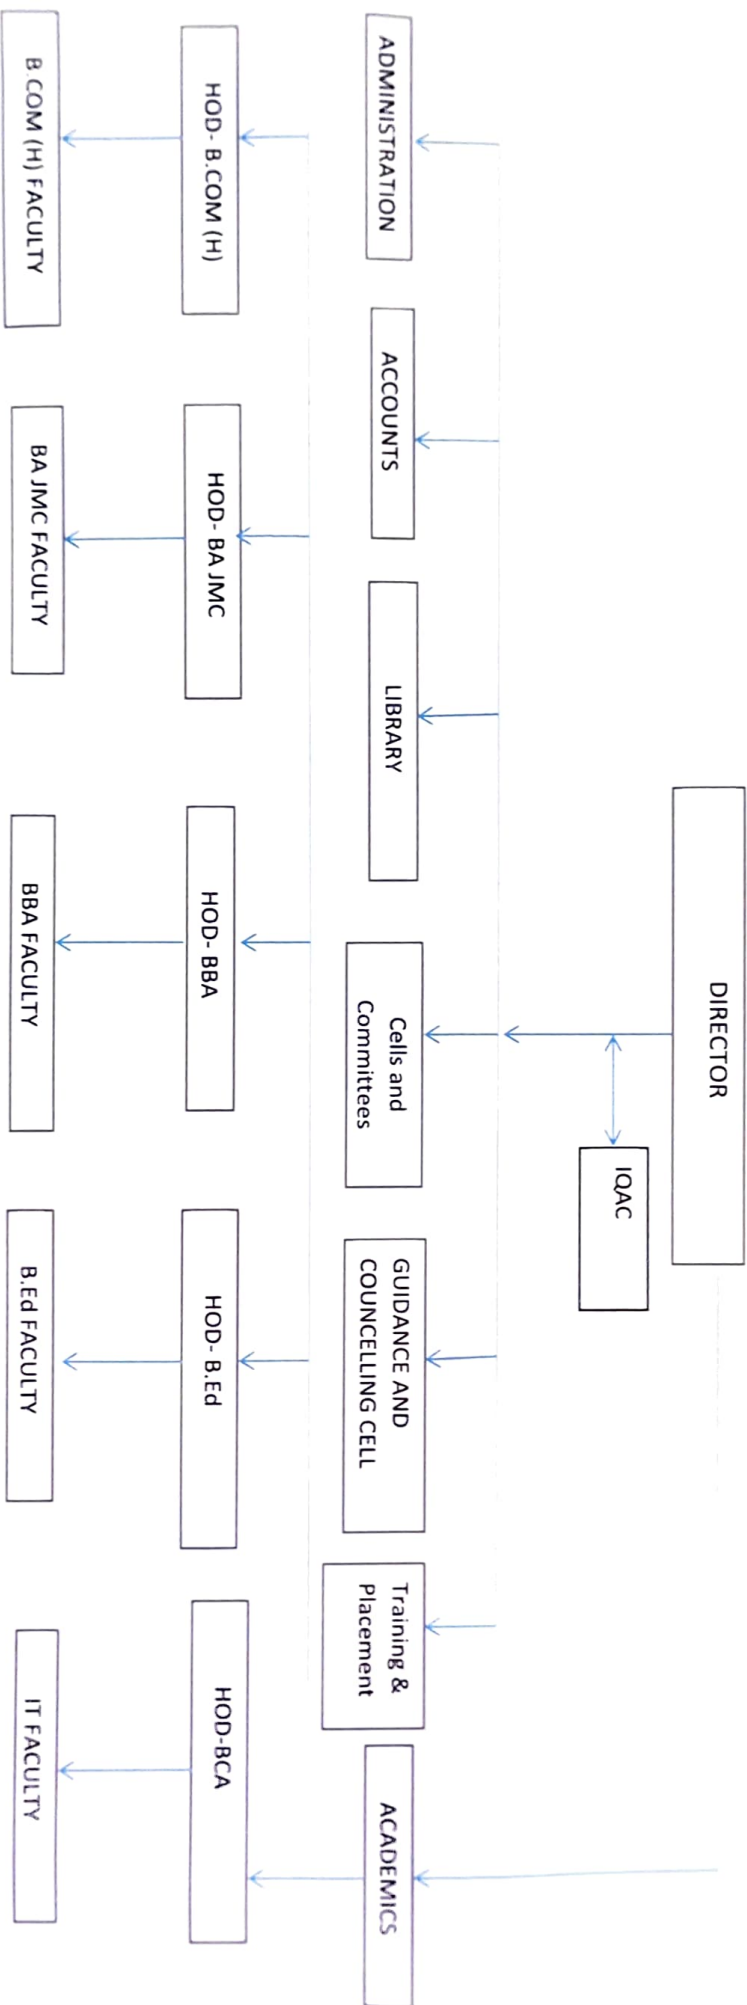 DIRECTOR
IQAC
ADMINISTRATION
ACCOUNTS
LIBRARY
Cells and
Committees
GUIDANCE AND
COUNCELLING CELL
Training &
Placement
ACADEMICS
HOD- B.COM (H)
HOD- BA JMC
HOD- BBA
HOD- B.Ed
HOD-BCA
B.COM (H) FACULTY
BA JMC FACULTY
BBA FACULTY
B.Ed FACULTY
IT FACULTY